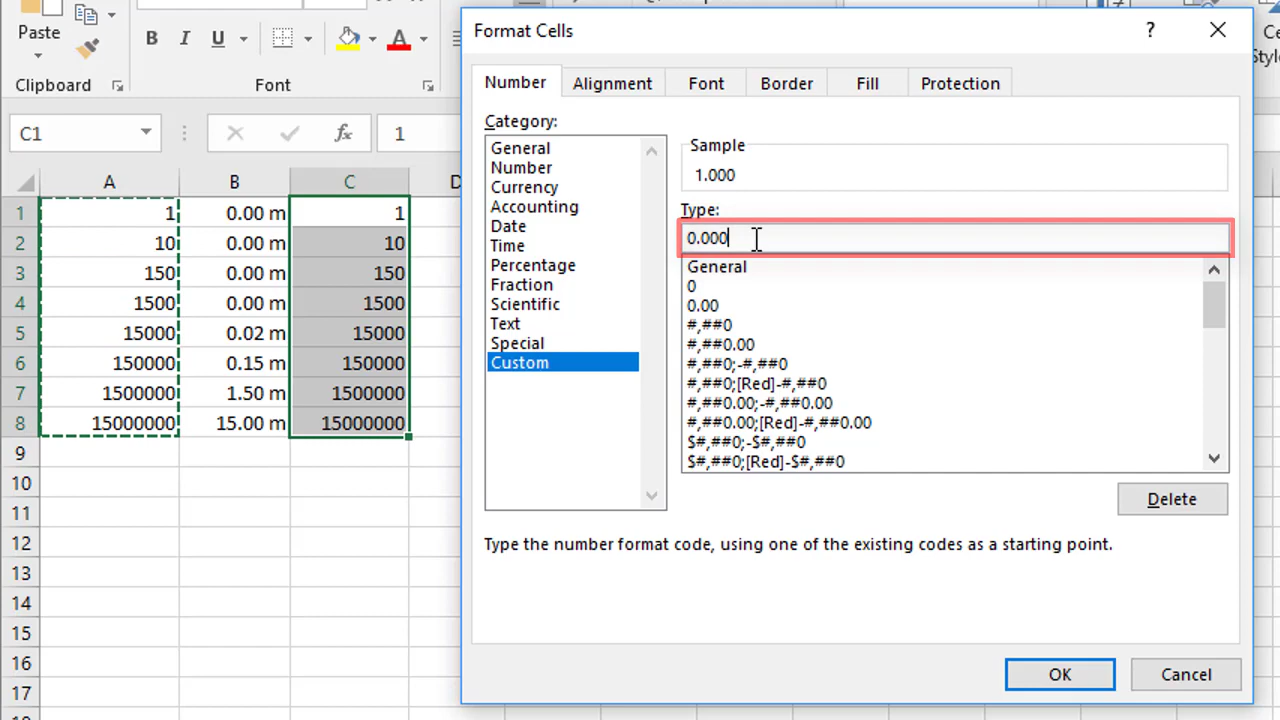 Paste
B I U A
Clipboard
Font
C1
fx
1
A B C D
1 1 0.00 m 1
2 10 0.00 m 10
3 150 0.00 m 150
4 1500 0.00 m 1500
5 15000 0.02 m 15000
6 150000 0.15 m 150000
7 1500000 1.50 m 1500000
8 15000000 15.00 m 15000000
9
10
11
12
13
14
15
16
17
Format Cells
?
Number Alignment Font Border Fill Protection
Category:
General
Number
Currency
Accounting
Date
Time
Percentage
Fraction
Scientific
Text
Special
Custom
Sample
1.000
Type:
0.000
General
0
0.00
#,##0
#,##0.00
#,##0;-#,##0
#,##0;[Red]-#,##0
#,##0.00;-#,##0.00
#,##0.00;[Red]-#,##0.00
$#,##0;-$#,##0
$#,##0;[Red]-$#,##0
Delete
Type the number format code, using one of the existing codes as a starting point.
OK
Cancel